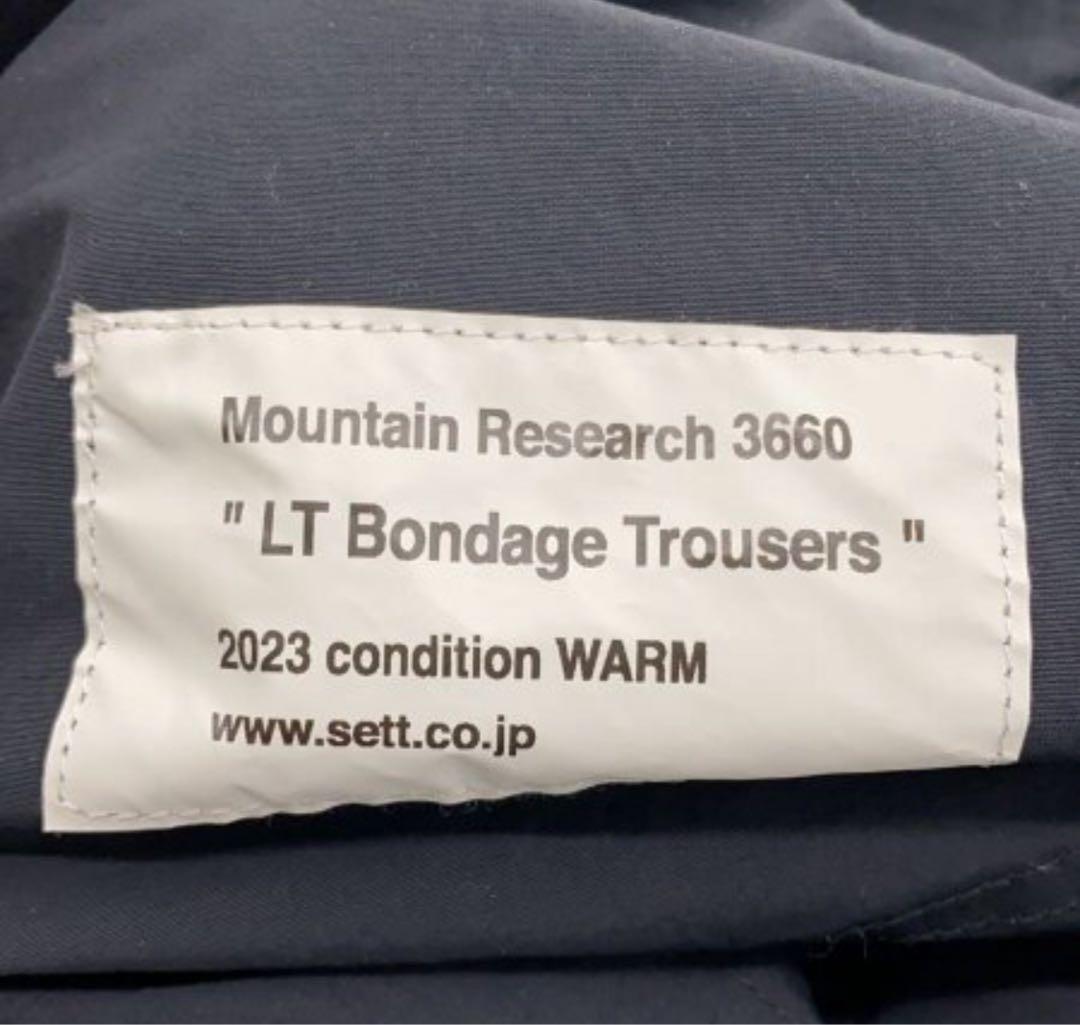 Mountain Research 3660
" LT Bondage Trousers "
2023 condition WARM
www.sett.co.jp